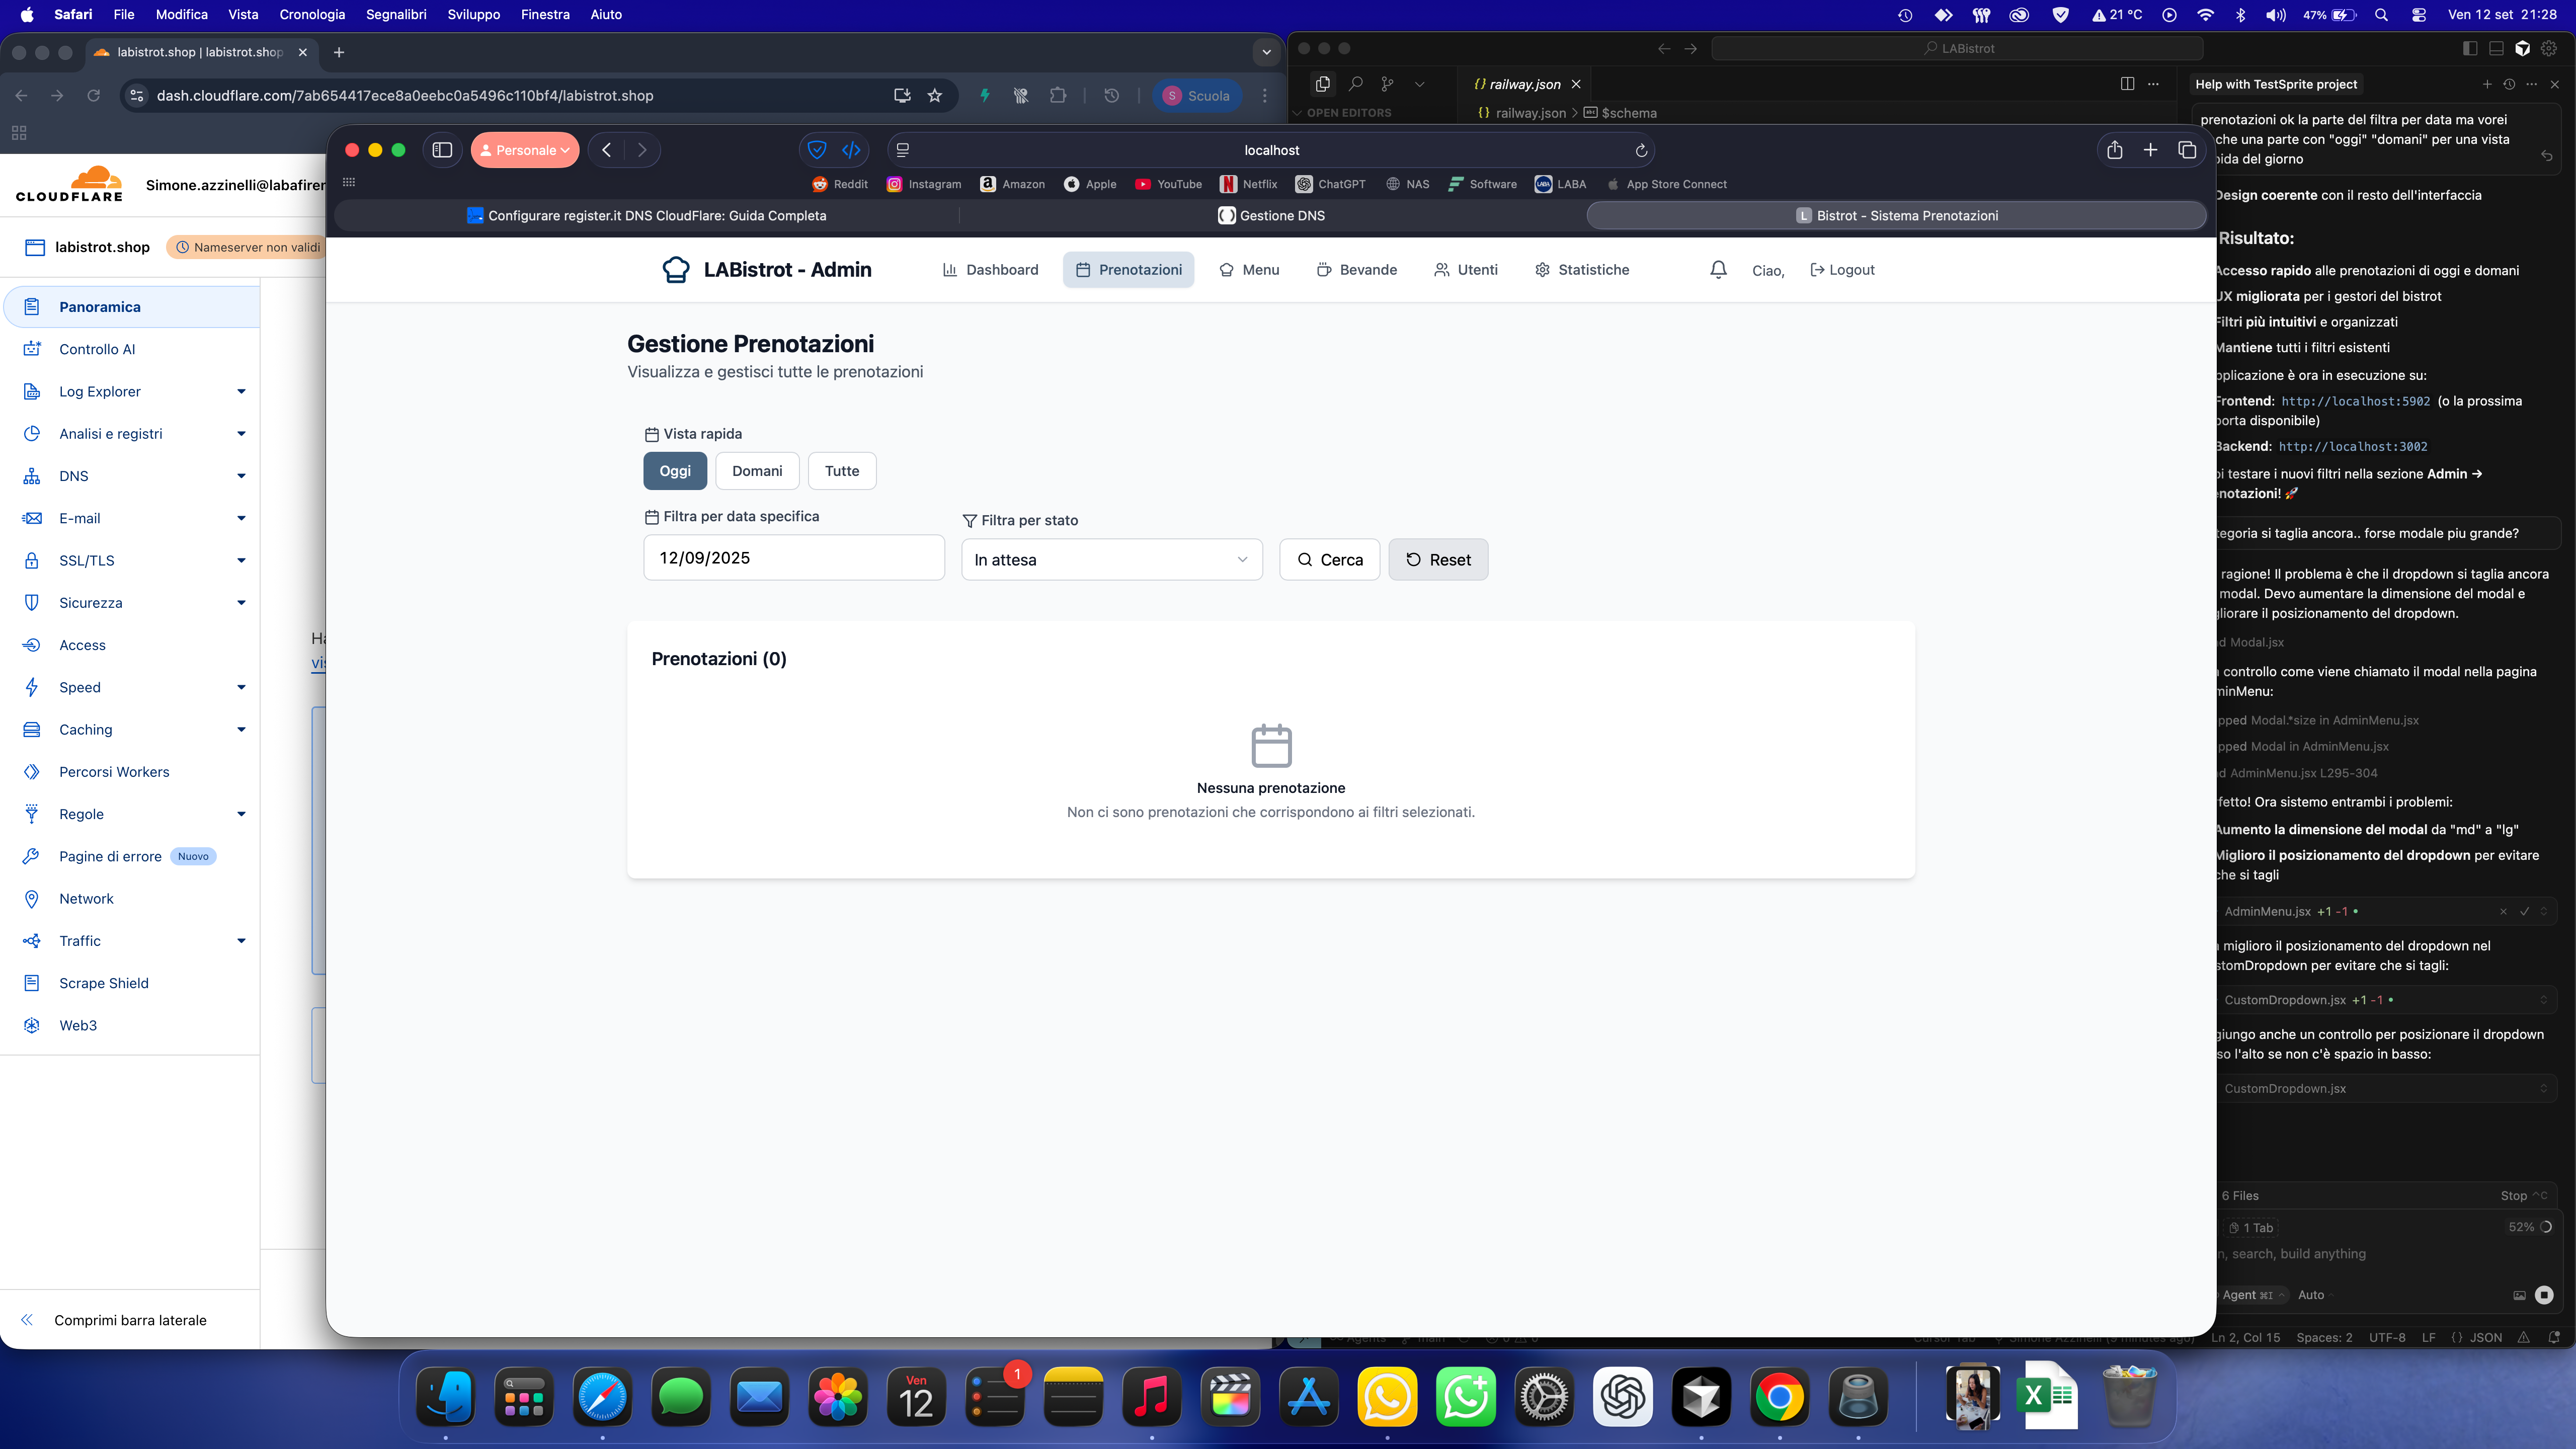 Safari File Modifica Vista Cronologia Segnalibri Sviluppo Finestra Aiuto
21 °C 47% Ven 12 set 21:28
labistrot.shop | labistrot.shop
dash.cloudflare.com/7ab654417ece8a0eebc0a5496c110bf4/labistrot.shop
S Scuola
CLOUDFLARE
Simone.azzinelli@labafirer
labistrot.shop
Nameserver non validi
Panoramica
Controllo AI
Log Explorer
Analisi e registri
DNS
E-mail
SSL/TLS
Sicurezza
Access
Speed
Caching
Percorsi Workers
Regole
Pagine di errore Nuovo
Network
Traffic
Scrape Shield
Web3
Comprimi barra laterale
Ha
vis
Personale
localhost
Reddit Instagram Amazon Apple YouTube Netflix ChatGPT NAS Software LABA App Store Connect
Configurare register.it DNS CloudFlare: Guida Completa
Gestione DNS
L Bistrot - Sistema Prenotazioni
LABistrot - Admin
Dashboard Prenotazioni Menu Bevande Utenti Statistiche
Ciao, Logout
Gestione Prenotazioni
Visualizza e gestisci tutte le prenotazioni
Vista rapida
Oggi Domani Tutte
Filtra per data specifica
12/09/2025
Filtra per stato
In attesa
Cerca
Reset
Prenotazioni (0)
Nessuna prenotazione
Non ci sono prenotazioni che corrispondono ai filtri selezionati.
LABistrot
{} railway.json
OPEN EDITORS
{} railway.json > $schema
Help with TestSprite project
prenotazioni ok la parte del filtra per data ma vorei
che una parte con "oggi" "domani" per una vista
pida del giorno
Design coerente con il resto dell'interfaccia
Risultato:
Accesso rapido alle prenotazioni di oggi e domani
UX migliorata per i gestori del bistrot
Filtri più intuitivi e organizzati
Mantiene tutti i filtri esistenti
pplicazione è ora in esecuzione su:
Frontend: http://localhost:5902 (o la prossima
porta disponibile)
Backend: http://localhost:3002
oi testare i nuovi filtri nella sezione Admin →
enotazioni! 🚀
tegoria si taglia ancora.. forse modale piu grande?
ragione! Il problema è che il dropdown si taglia ancora
modal. Devo aumentare la dimensione del modal e
gliorare il posizionamento del dropdown.
d Modal.jsx
controllo come viene chiamato il modal nella pagina
minMenu:
pped Modal.*size in AdminMenu.jsx
pped Modal in AdminMenu.jsx
d AdminMenu.jsx L295-304
fetto! Ora sistemo entrambi i problemi:
Aumento la dimensione del modal da "md" a "lg"
Miglioro il posizionamento del dropdown per evitare
che si tagli
AdminMenu.jsx +1 -1 •
miglioro il posizionamento del dropdown nel
stomDropdown per evitare che si tagli:
CustomDropdown.jsx +1 -1 •
giungo anche un controllo per posizionare il dropdown
so l'alto se non c'è spazio in basso:
CustomDropdown.jsx
6 Files Stop ^C
1 Tab 52%
n, search, build anything
Agent ⌘I Auto
Ln 2, Col 15 Spaces: 2 UTF-8 LF {} JSON
Ven
12
1
X